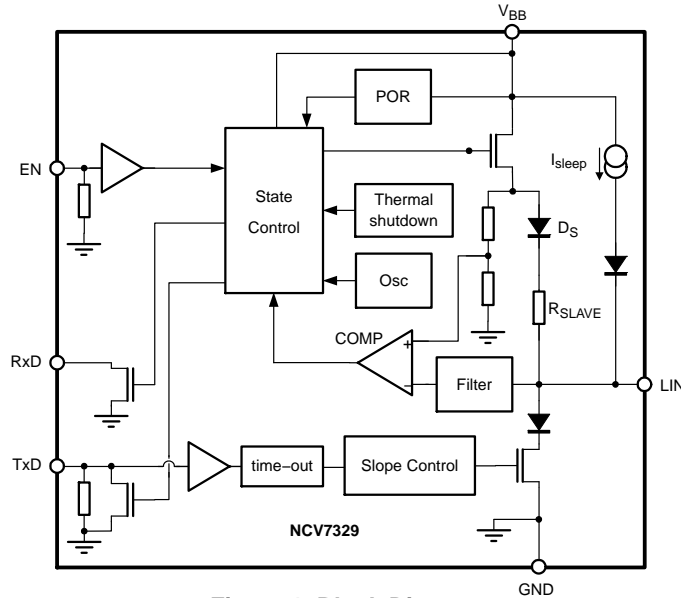 VBB
POR
EN
Isleep
State
Control
Thermal
shutdown
DS
Osc
RSLAVE
COMP
+
−
RxD
Filter
LIN
TxD
time−out
Slope Control
NCV7329
GND